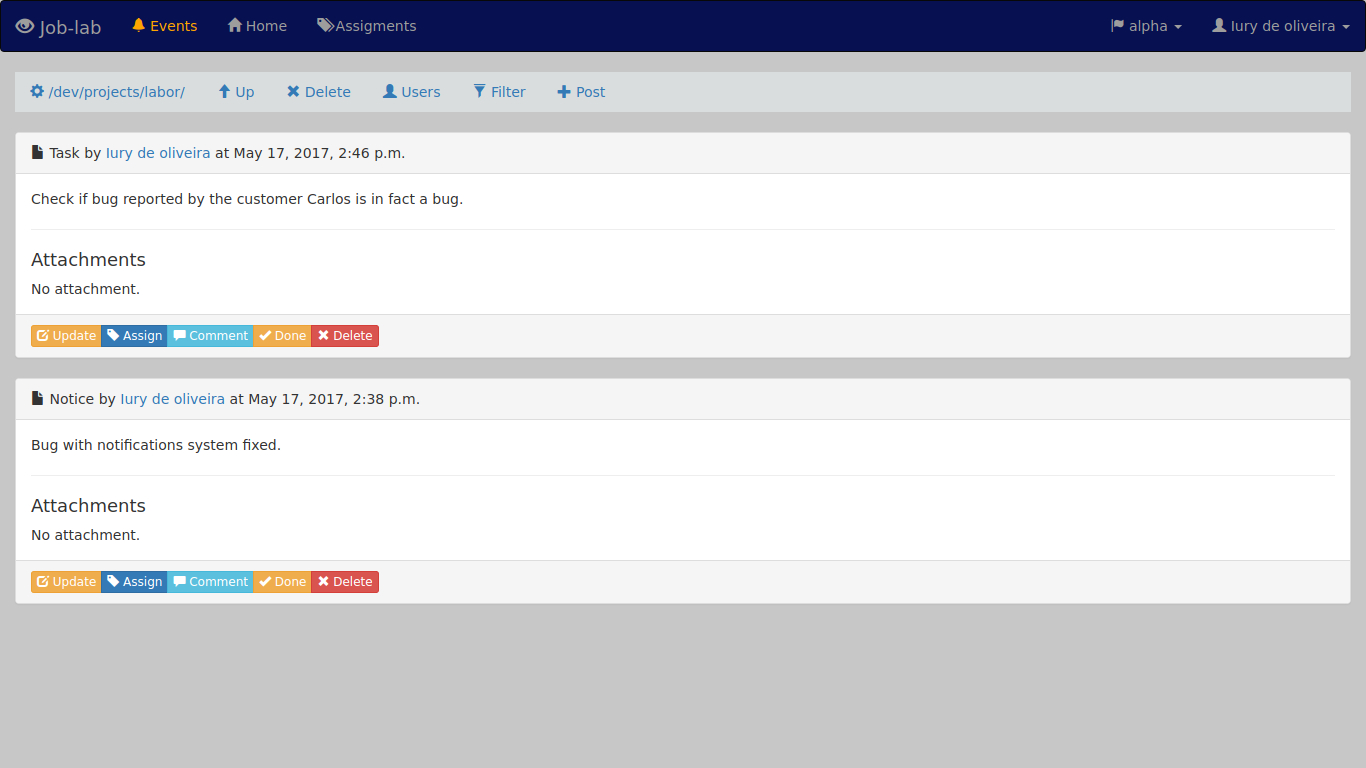 Job-lab Events Home Assigments alpha Iury de oliveira
/dev/projects/labor/ Up Delete Users Filter Post
Task by Iury de oliveira at May 17, 2017, 2:46 p.m.
Check if bug reported by the customer Carlos is in fact a bug.
Attachments
No attachment.
Update Assign Comment Done Delete
Notice by Iury de oliveira at May 17, 2017, 2:38 p.m.
Bug with notifications system fixed.
Attachments
No attachment.
Update Assign Comment Done Delete